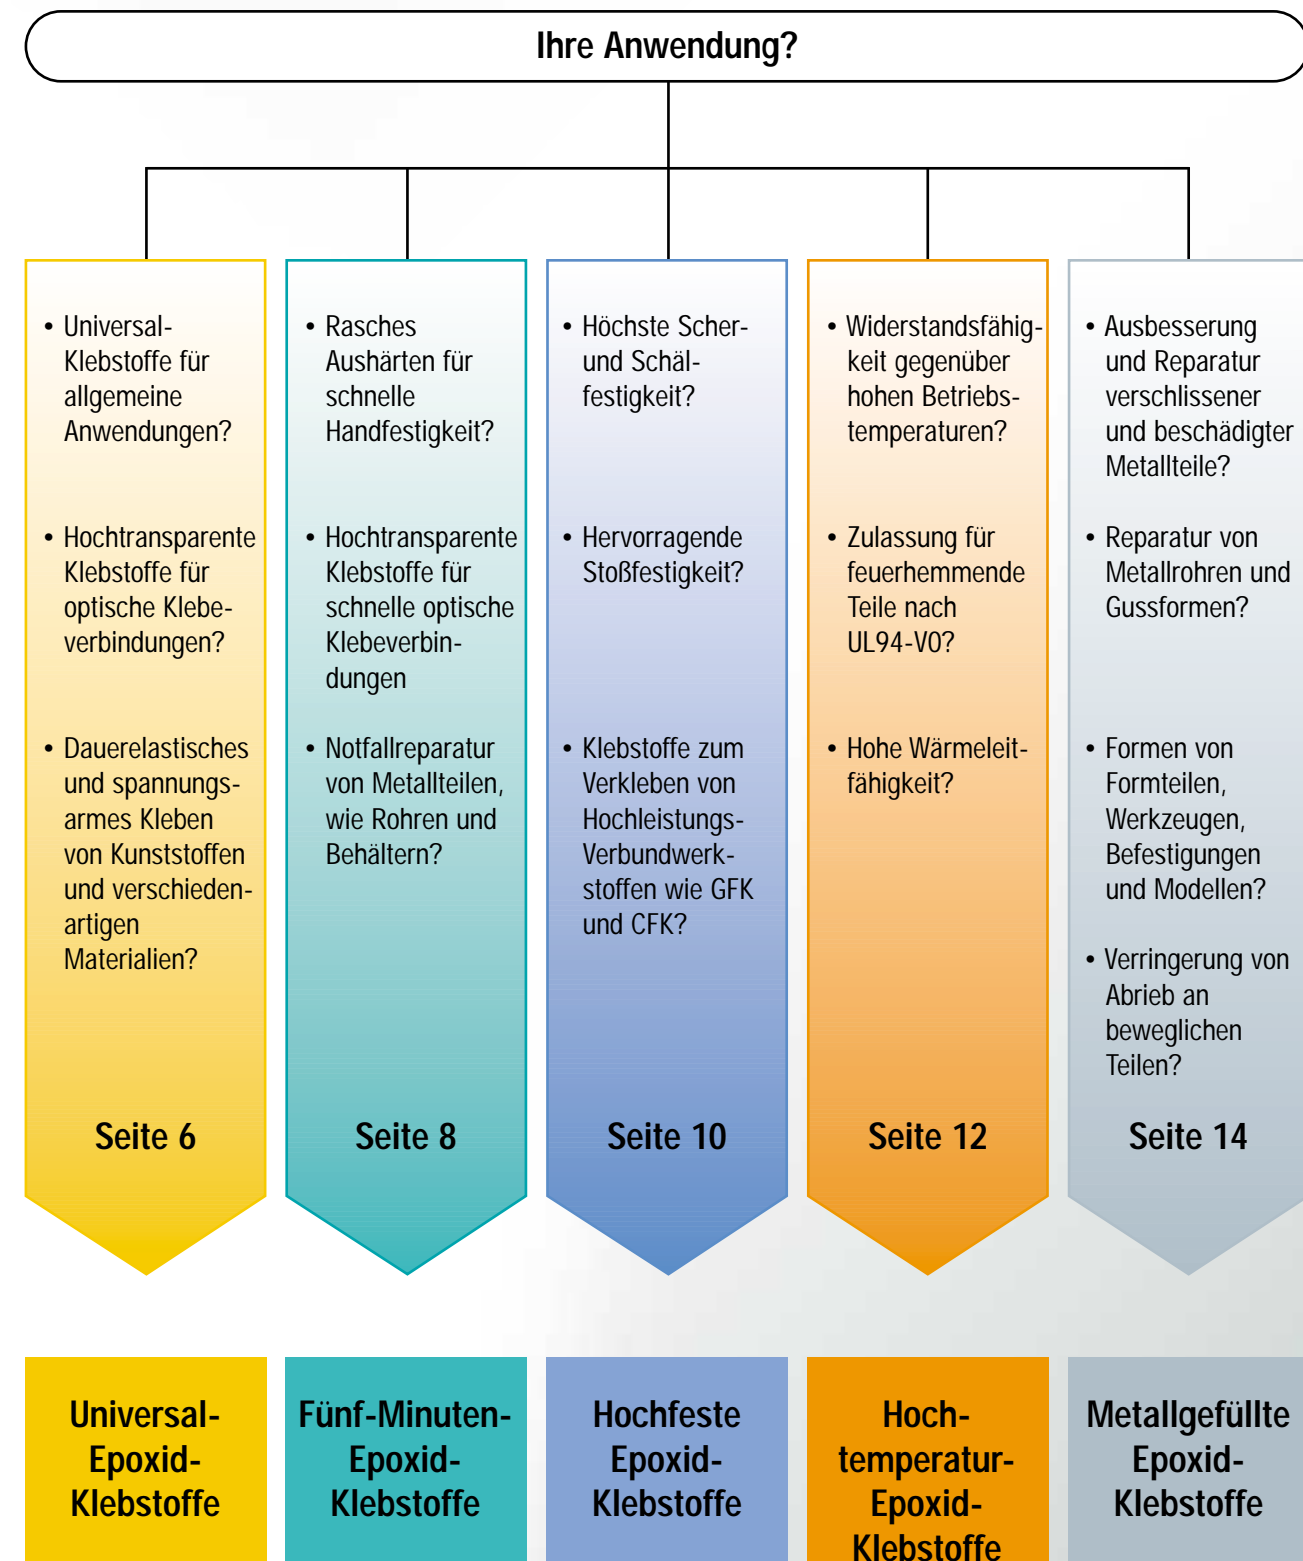 Ihre Anwendung?
• Universal-
Klebstoffe für
allgemeine
Anwendungen?
• Hochtransparente
Klebstoffe für
optische Klebe-
verbindungen?
• Dauerelastisches
und spannungs-
armes Kleben
von Kunststoffen
und verschieden-
artigen
Materialien?
Seite 6
• Rasches
Aushärten für
schnelle
Handfestigkeit?
• Hochtransparente
Klebstoffe für
schnelle optische
Klebeverbin-
dungen
• Notfallreparatur
von Metallteilen,
wie Rohren und
Behältern?
Seite 8
• Höchste Scher-
und Schäl-
festigkeit?
• Hervorragende
Stoßfestigkeit?
• Klebstoffe zum
Verkleben von
Hochleistungs-
Verbundwerk-
stoffen wie GFK
und CFK?
Seite 10
• Widerstandsfähig-
keit gegenüber
hohen Betriebs-
temperaturen?
• Zulassung für
feuerhemmende
Teile nach
UL94-V0?
• Hohe Wärmeleit-
fähigkeit?
Seite 12
• Ausbesserung
und Reparatur
verschlissener
und beschädigter
Metallteile?
• Reparatur von
Metallrohren und
Gussformen?
• Formen von
Formteilen,
Werkzeugen,
Befestigungen
und Modellen?
• Verringerung von
Abrieb an
beweglichen
Teilen?
Seite 14
Universal-
Epoxid-
Klebstoffe
Fünf-Minuten-
Epoxid-
Klebstoffe
Hochfeste
Epoxid-
Klebstoffe
Hoch-
temperatur-
Epoxid-
Klebstoffe
Metallgefüllte
Epoxid-
Klebstoffe